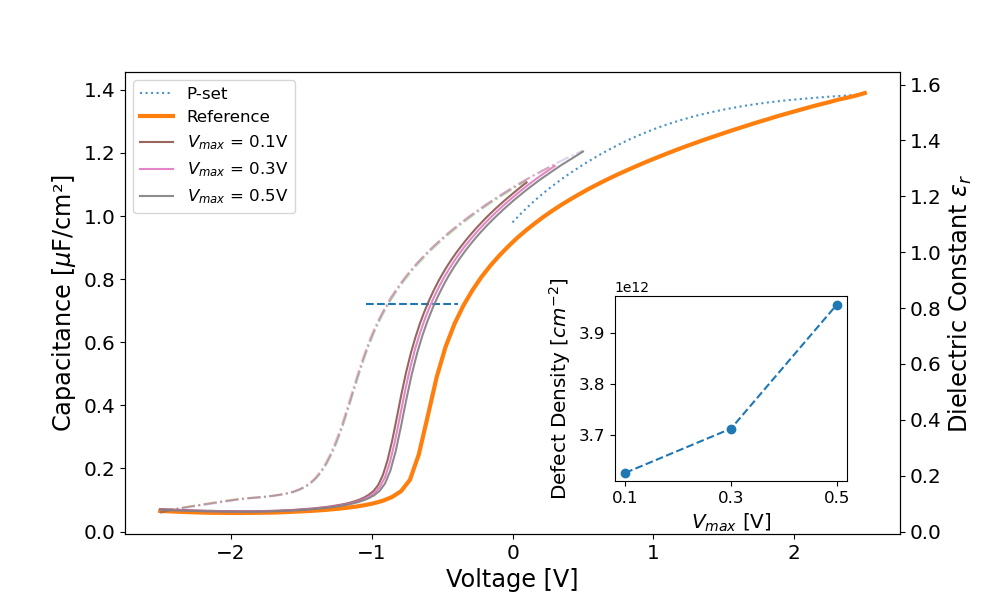 P-set
Reference
V_max = 0.1V
V_max = 0.3V
V_max = 0.5V
Capacitance [μF/cm²]
1.4
1.2
1.0
0.8
0.6
0.4
0.2
0.0
−2
−1
0
1
2
Voltage [V]
1.6
1.4
1.2
1.0
0.8
0.6
0.4
0.2
0.0
Dielectric Constant ε_r
1e12
Defect Density [cm⁻²]
3.9
3.8
3.7
0.1
0.3
0.5
V_max [V]